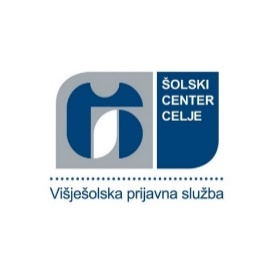 ŠOLSKI
CENTER
CELJE
Višješolska prijavna služba